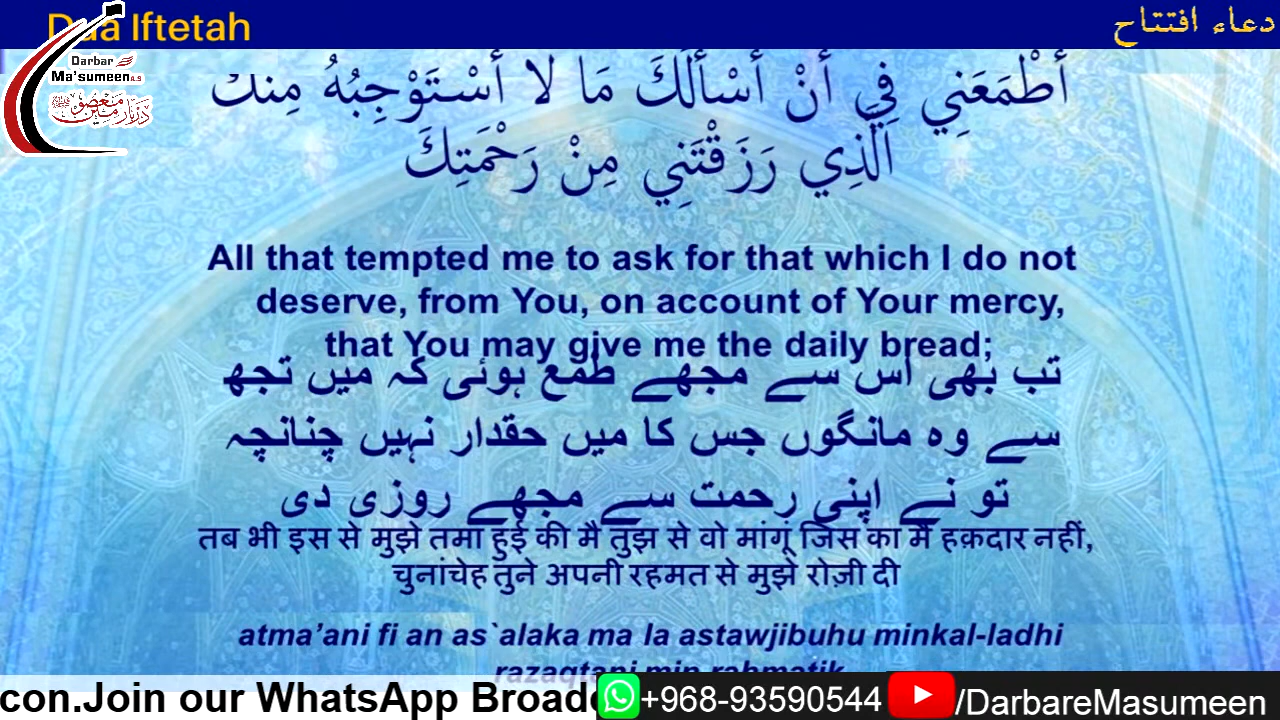 Dua Iftetah
دعاء افتتاح
Darbar
Ma'sumeen a.s
أَطْمَعَنِي فِي أَنْ أَسْأَلَكَ مَا لَا أَسْتَوْجِبُهُ مِنْكَ
الَّذِي رَزَقْتَنِي مِنْ رَحْمَتِكَ
All that tempted me to ask for that which I do not
deserve, from You, on account of Your mercy,
that You may give me the daily bread;
تب بھی اس سے مجھے طمع ہوئی کہ میں تجھ
سے وہ مانگوں جس کا میں حقدار نہیں چنانچہ
تو نے اپنی رحمت سے مجھے روزی دی
तब भी इस से मुझे तमा हुई की मै तुझ से वो मांगूं जिस का मैं हक़दार नहीं,
चुनांचेह तुने अपनी रहमत से मुझे रोज़ी दी
atma'ani fi an as`alaka ma la astawjibuhu minkal-ladhi
razaqtani min rahmatik
con.Join our WhatsApp Broadc
+968-93590544
/DarbareMasumeen